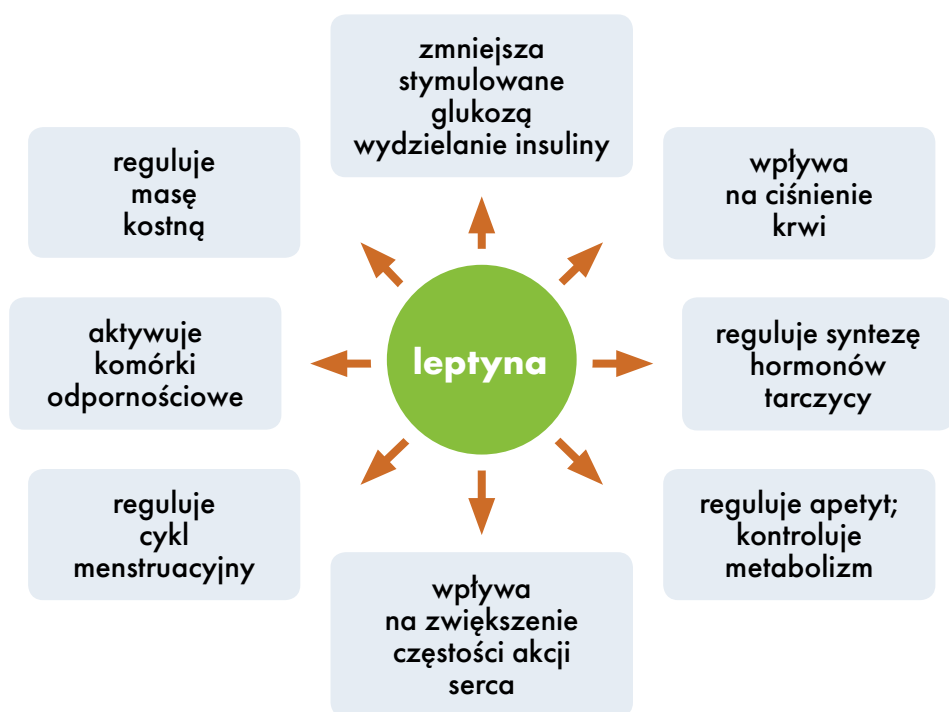 zmniejsza
stymulowane
glukozą
wydzielanie insuliny
reguluje
masę
kostną
wpływa
na ciśnienie
krwi
aktywuje
komórki
odpornościowe
leptyna
reguluje syntezę
hormonów
tarczycy
reguluje
cykl
menstruacyjny
reguluje apetyt;
kontroluje
metabolizm
wpływa
na zwiększenie
częstości akcji
serca